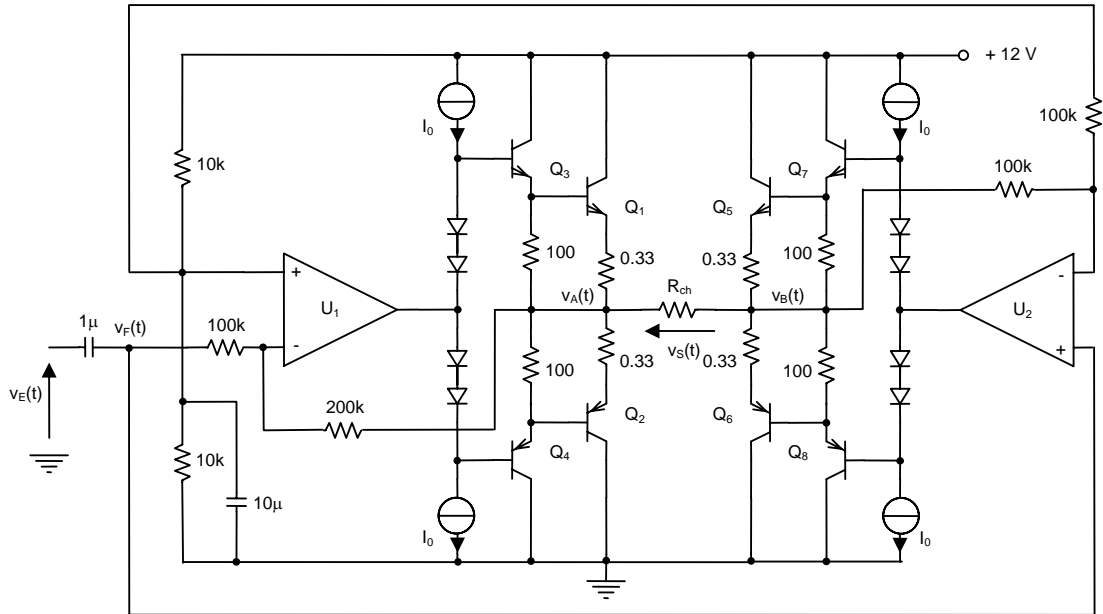 + 12 V
I0
I0
100k
10k
Q3
Q7
100k
Q1
Q5
+
100
0.33
0.33
100
-
U1
vA(t)
Rch
vB(t)
U2
1µ
vF(t)
100k
-
vS(t)
+
100
0.33
0.33
100
vE(t)
200k
Q2
Q6
10k
Q4
Q8
10µ
I0
I0